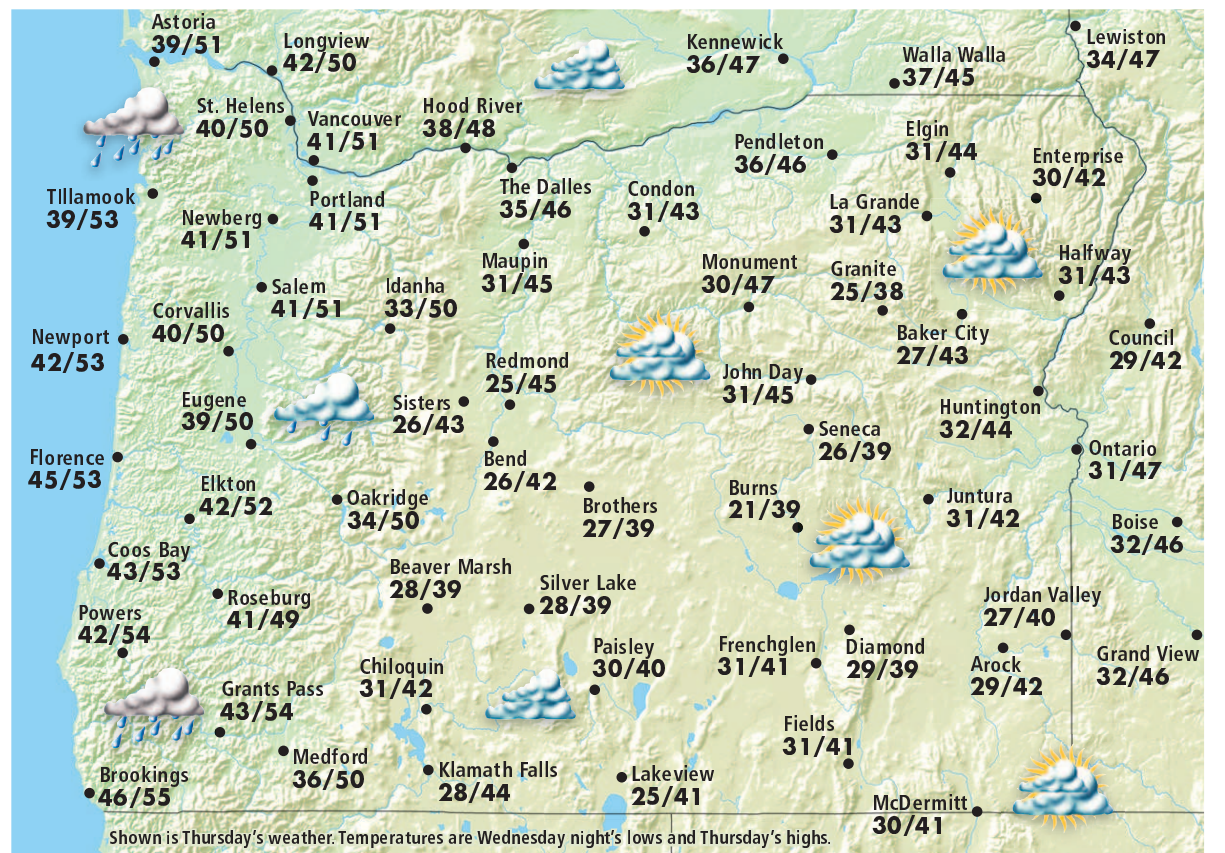 Astoria
39/51
Longview
42/50
Kennewick
36/47
Walla Walla
37/45
Lewiston
34/47
St. Helens
40/50
Vancouver
41/51
Hood River
38/48
Pendleton
36/46
Elgin
31/44
Enterprise
30/42
TIllamook
39/53
Portland
41/51
Newberg
41/51
The Dalles
35/46
Condon
31/43
La Grande
31/43
Maupin
31/45
Monument
30/47
Granite
25/38
Halfway
31/43
Salem
41/51
Idanha
33/50
Corvallis
40/50
Newport
42/53
Baker City
27/43
Council
29/42
Redmond
25/45
John Day
31/45
Eugene
39/50
Sisters
26/43
Huntington
32/44
Seneca
26/39
Florence
45/53
Bend
26/42
Ontario
31/47
Elkton
42/52
Oakridge
34/50
Brothers
27/39
Burns
21/39
Juntura
31/42
Boise
32/46
Coos Bay
43/53
Beaver Marsh
28/39
Silver Lake
28/39
Roseburg
41/49
Jordan Valley
27/40
Powers
42/54
Paisley
30/40
Frenchglen
31/41
Diamond
29/39
Arock
29/42
Grand View
32/46
Chiloquin
31/42
Grants Pass
43/54
Fields
31/41
Medford
36/50
Brookings
46/55
Klamath Falls
28/44
Lakeview
25/41
McDermitt
30/41
Shown is Thursday's weather. Temperatures are Wednesday night's lows and Thursday's highs.